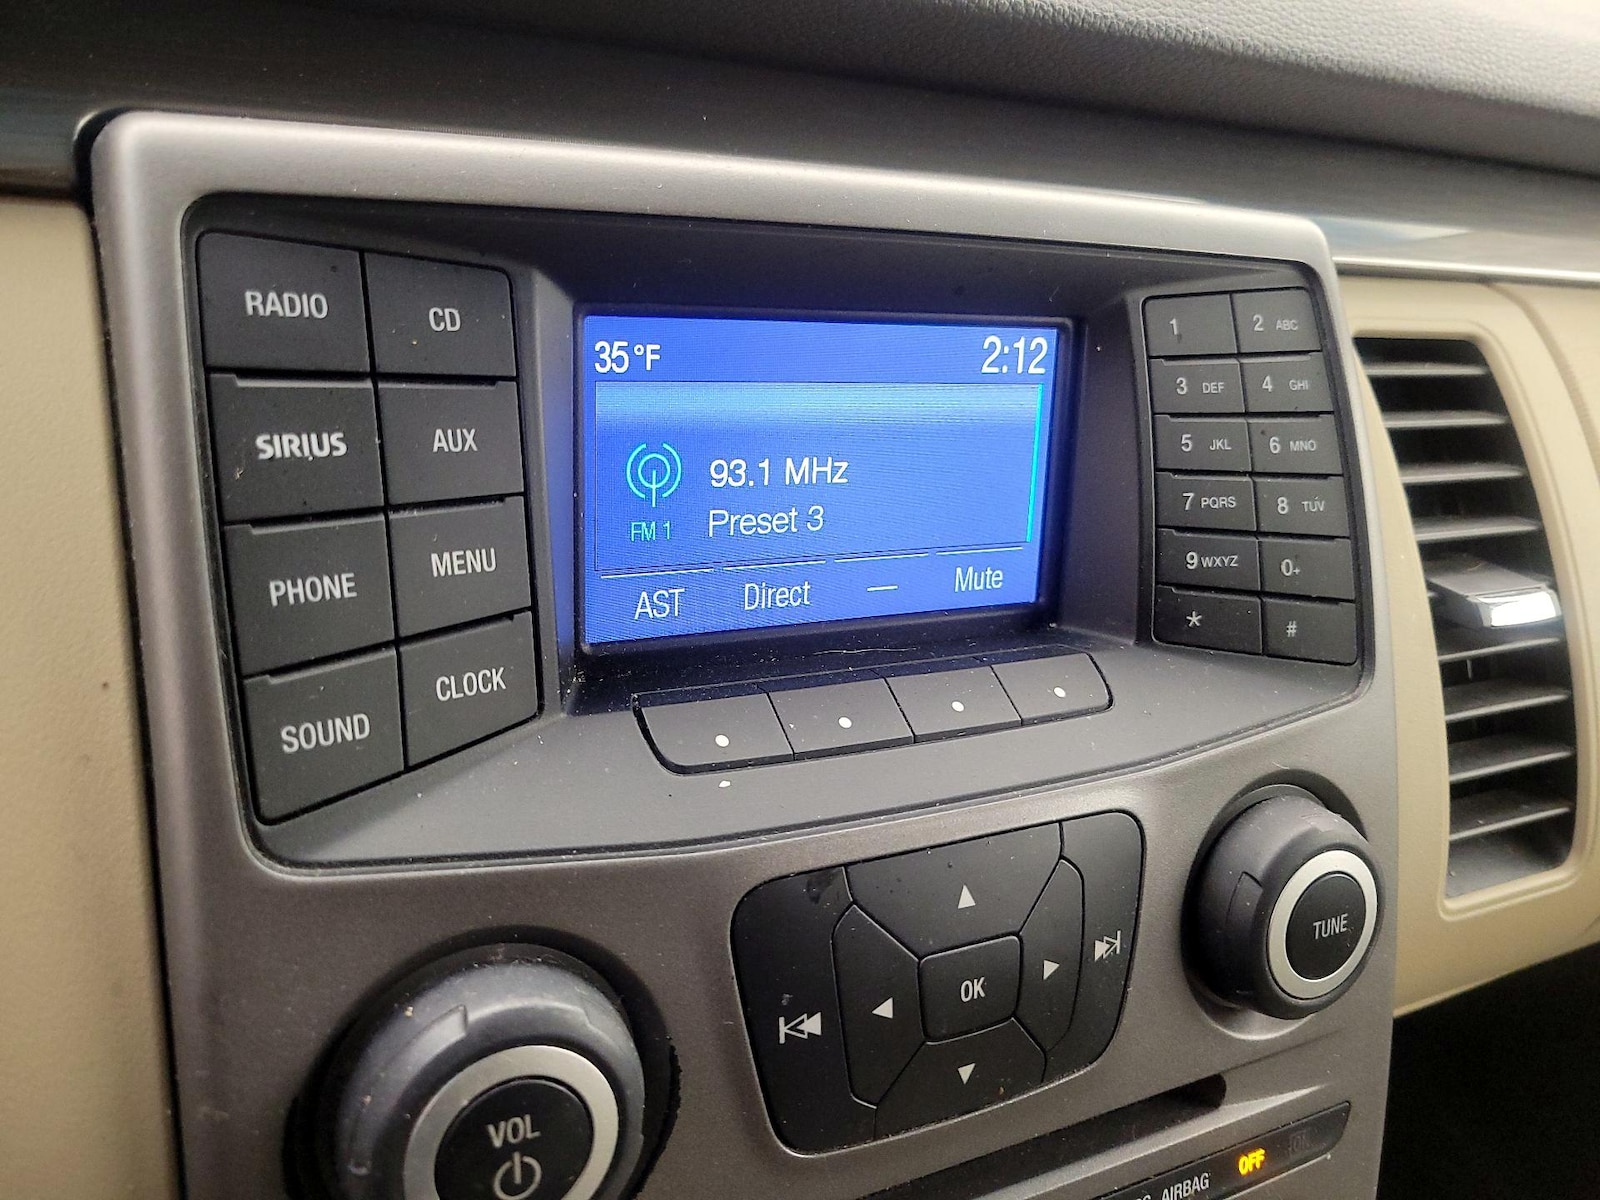 RADIO
CD
SIRIUS
AUX
PHONE
MENU
SOUND
CLOCK
35°F 2:12
93.1 MHz
FM 1 Preset 3
AST Direct — Mute
1
2 ABC
3 DEF
4 GHI
5 JKL
6 MNO
7 PQRS
8 TUV
9 WXYZ
0+
*
#
OK
TUNE
VOL
AIRBAG OFF